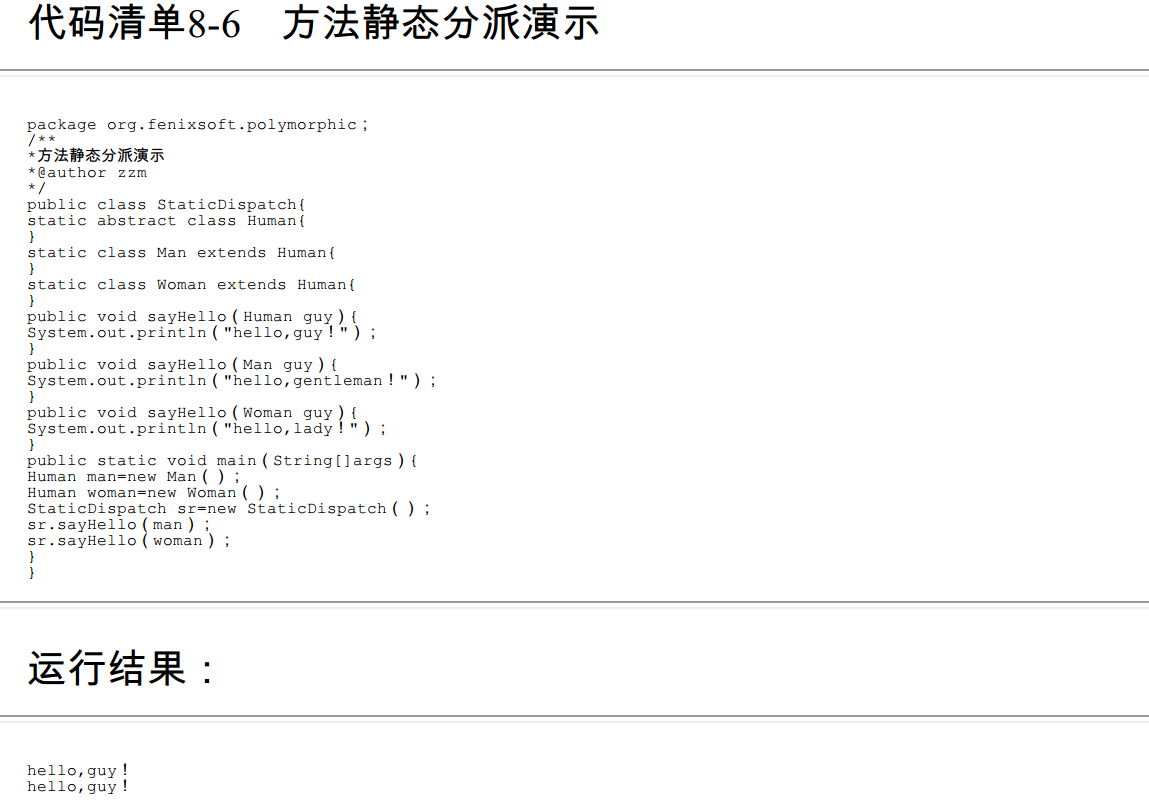 代码清单8-6　方法静态分派演示
package org.fenixsoft.polymorphic；
/**
*方法静态分派演示
*@author zzm
*/
public class StaticDispatch{
static abstract class Human{
}
static class Man extends Human{
}
static class Woman extends Human{
}
public void sayHello（Human guy）{
System.out.println（"hello,guy！"）；
}
public void sayHello（Man guy）{
System.out.println（"hello,gentleman！"）；
}
public void sayHello（Woman guy）{
System.out.println（"hello,lady！"）；
}
public static void main（String[]args）{
Human man=new Man（）；
Human woman=new Woman（）；
StaticDispatch sr=new StaticDispatch（）；
sr.sayHello（man）；
sr.sayHello（woman）；
}
}
运行结果：
hello,guy！
hello,guy！